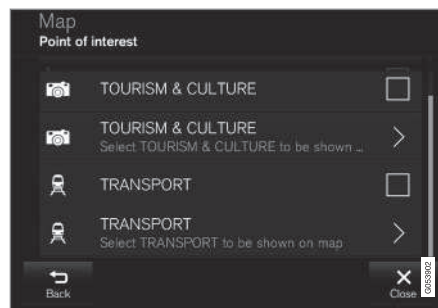 Map
Point of interest
TOURISM & CULTURE
TOURISM & CULTURE
Select TOURISM & CULTURE to be shown ...
TRANSPORT
TRANSPORT
Select TRANSPORT to be shown on map
Back
Close
G053902